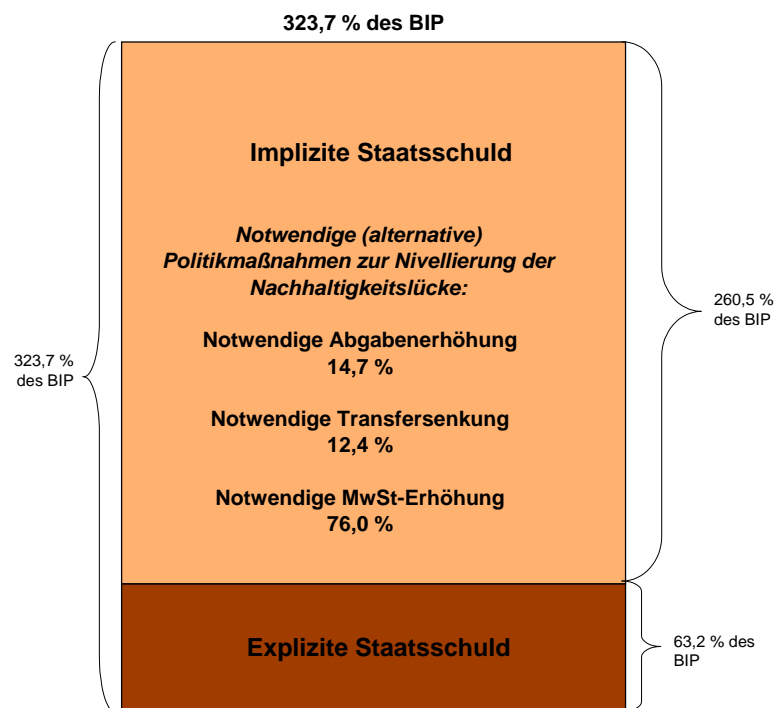 323,7 % des BIP
Implizite Staatsschuld
Notwendige (alternative)
Politikmaßnahmen zur Nivellierung der
Nachhaltigkeitslücke:
Notwendige Abgabenerhöhung
14,7 %
Notwendige Transfersenkung
12,4 %
Notwendige MwSt-Erhöhung
76,0 %
Explizite Staatsschuld
323,7 %
des BIP
260,5 %
des BIP
63,2 % des
BIP